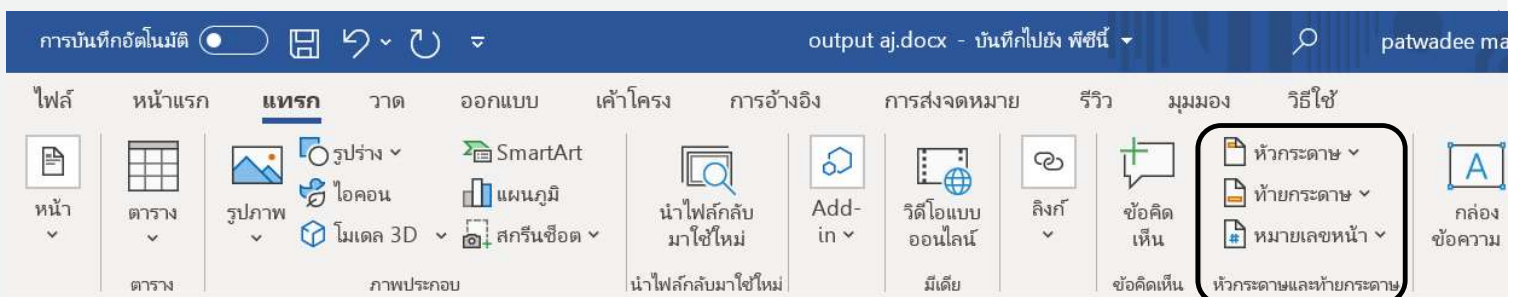 การบันทึกอัตโนมัติ output aj.docx - บันทึกไปยัง พีซีนี้ patwadee ma
ไฟล์ หน้าแรก แทรก วาด ออกแบบ เค้าโครง การอ้างอิง การส่งจดหมาย รีวิว มุมมอง วิธีใช้
หน้า
ตาราง
รูปภาพ
รูปร่าง
ไอคอน
โมเดล 3D
SmartArt
แผนภูมิ
สกรีนช็อต
นำไฟล์กลับ
มาใช้ใหม่
Add-
in
วิดีโอแบบ
ออนไลน์
ลิงก์
ข้อคิด
เห็น
หัวกระดาษ
ท้ายกระดาษ
หมายเลขหน้า
A
กล่อง
ข้อความ
ตาราง ภาพประกอบ นำไฟล์กลับมาใช้ใหม่ มีเดีย ข้อคิดเห็น หัวกระดาษและท้ายกระดาษ